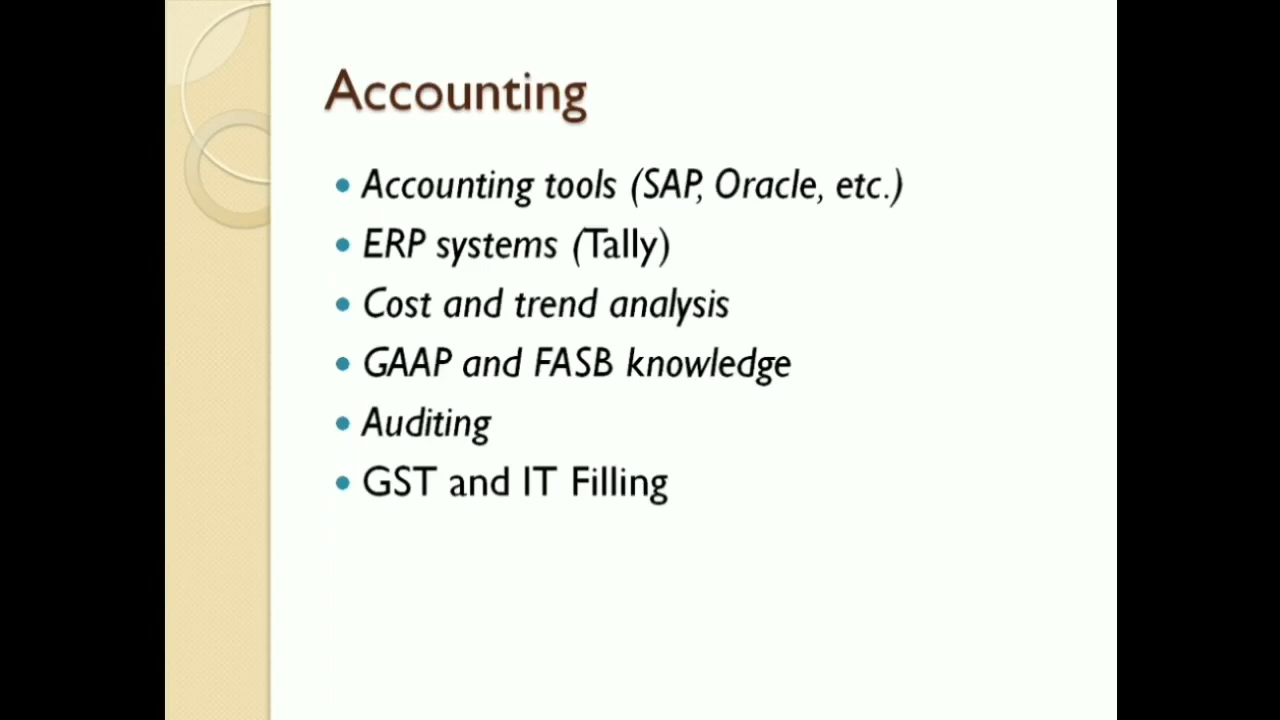 Accounting
Accounting tools (SAP, Oracle, etc.)
ERP systems (Tally)
Cost and trend analysis
GAAP and FASB knowledge
Auditing
GST and IT Filling